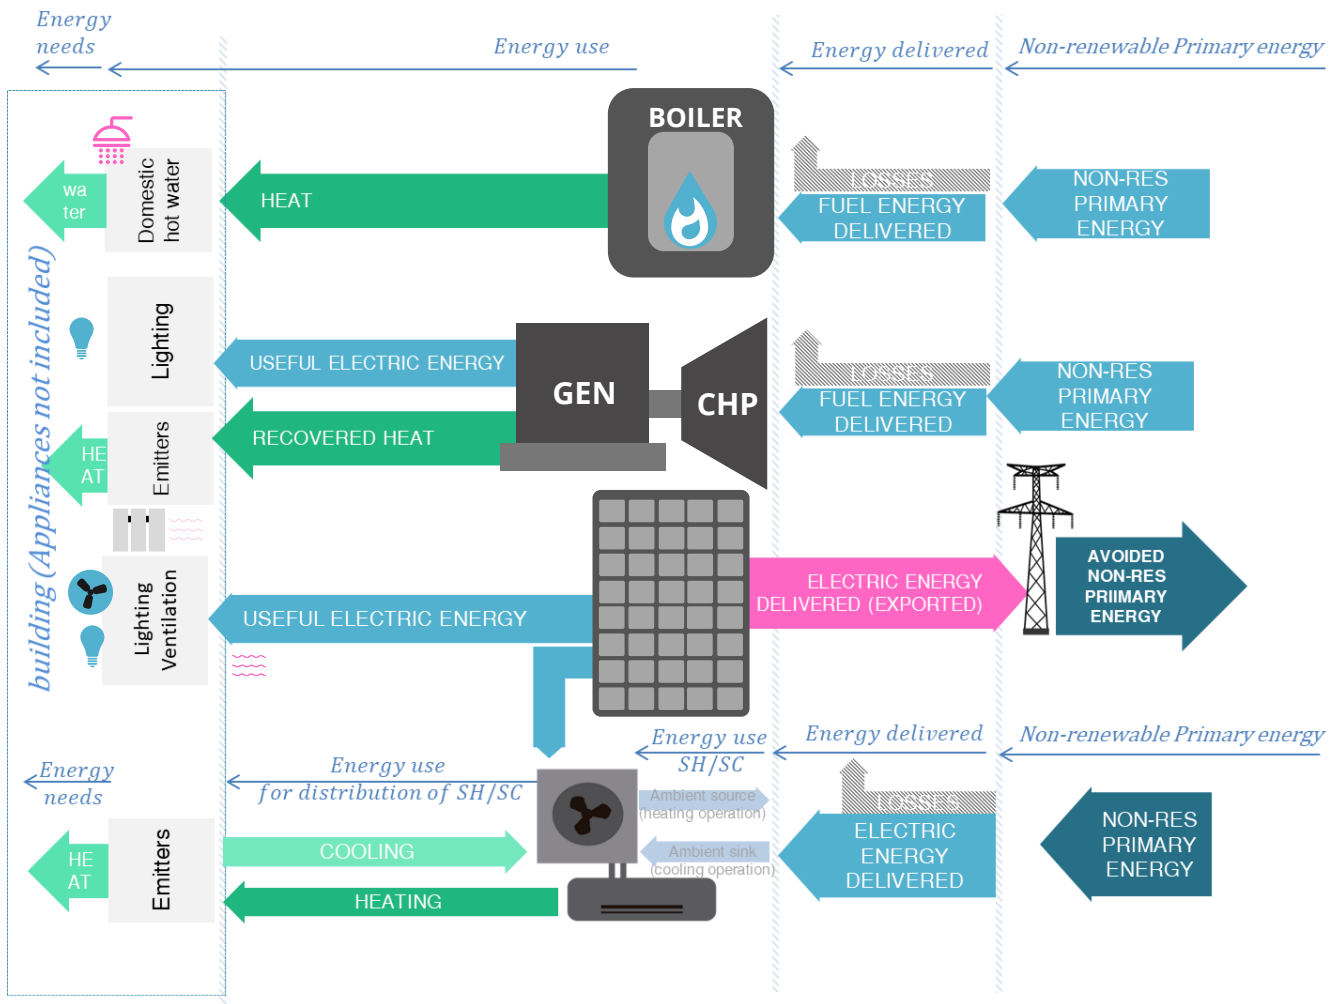 Energy
needs
Energy use
Energy delivered
Non-renewable Primary energy
BOILER
LOSSES
FUEL ENERGY
DELIVERED
NON-RES
PRIMARY
ENERGY
HEAT
Domestic
hot water
wa
ter
building (Appliances not included)
Lighting
USEFUL ELECTRIC ENERGY
GEN
CHP
LOSSES
FUEL ENERGY
DELIVERED
NON-RES
PRIMARY
ENERGY
RECOVERED HEAT
Emitters
HE
AT
ELECTRIC ENERGY
DELIVERED (EXPORTED)
AVOIDED
NON-RES
PRIIMARY
ENERGY
USEFUL ELECTRIC ENERGY
Lighting
Ventilation
Energy
needs
Energy use
for distribution of SH/SC
Energy use
SH/SC
Energy delivered
Non-renewable Primary energy
Ambient source
(heating operation)
Ambient sink
(cooling operation)
LOSSES
ELECTRIC
ENERGY
DELIVERED
NON-RES
PRIMARY
ENERGY
COOLING
HEATING
Emitters
HE
AT